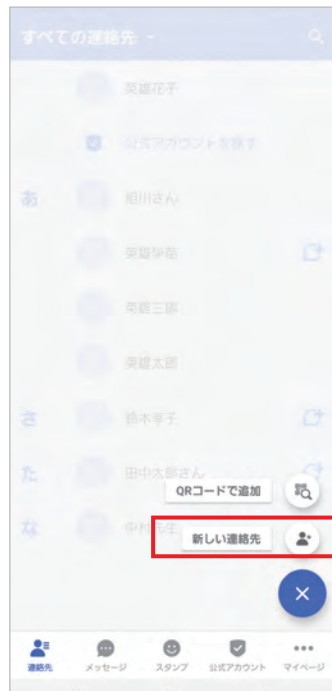 すべての連絡先
英雄花子
公式アカウントを探す
あ
相川さん
英雄三郎
英雄太郎
さ
鈴木幸子
た
田中太郎さん
QRコードで追加
な
中村先生
新しい連絡先
連絡先 メッセージ スタンプ 公式アカウント マイページ